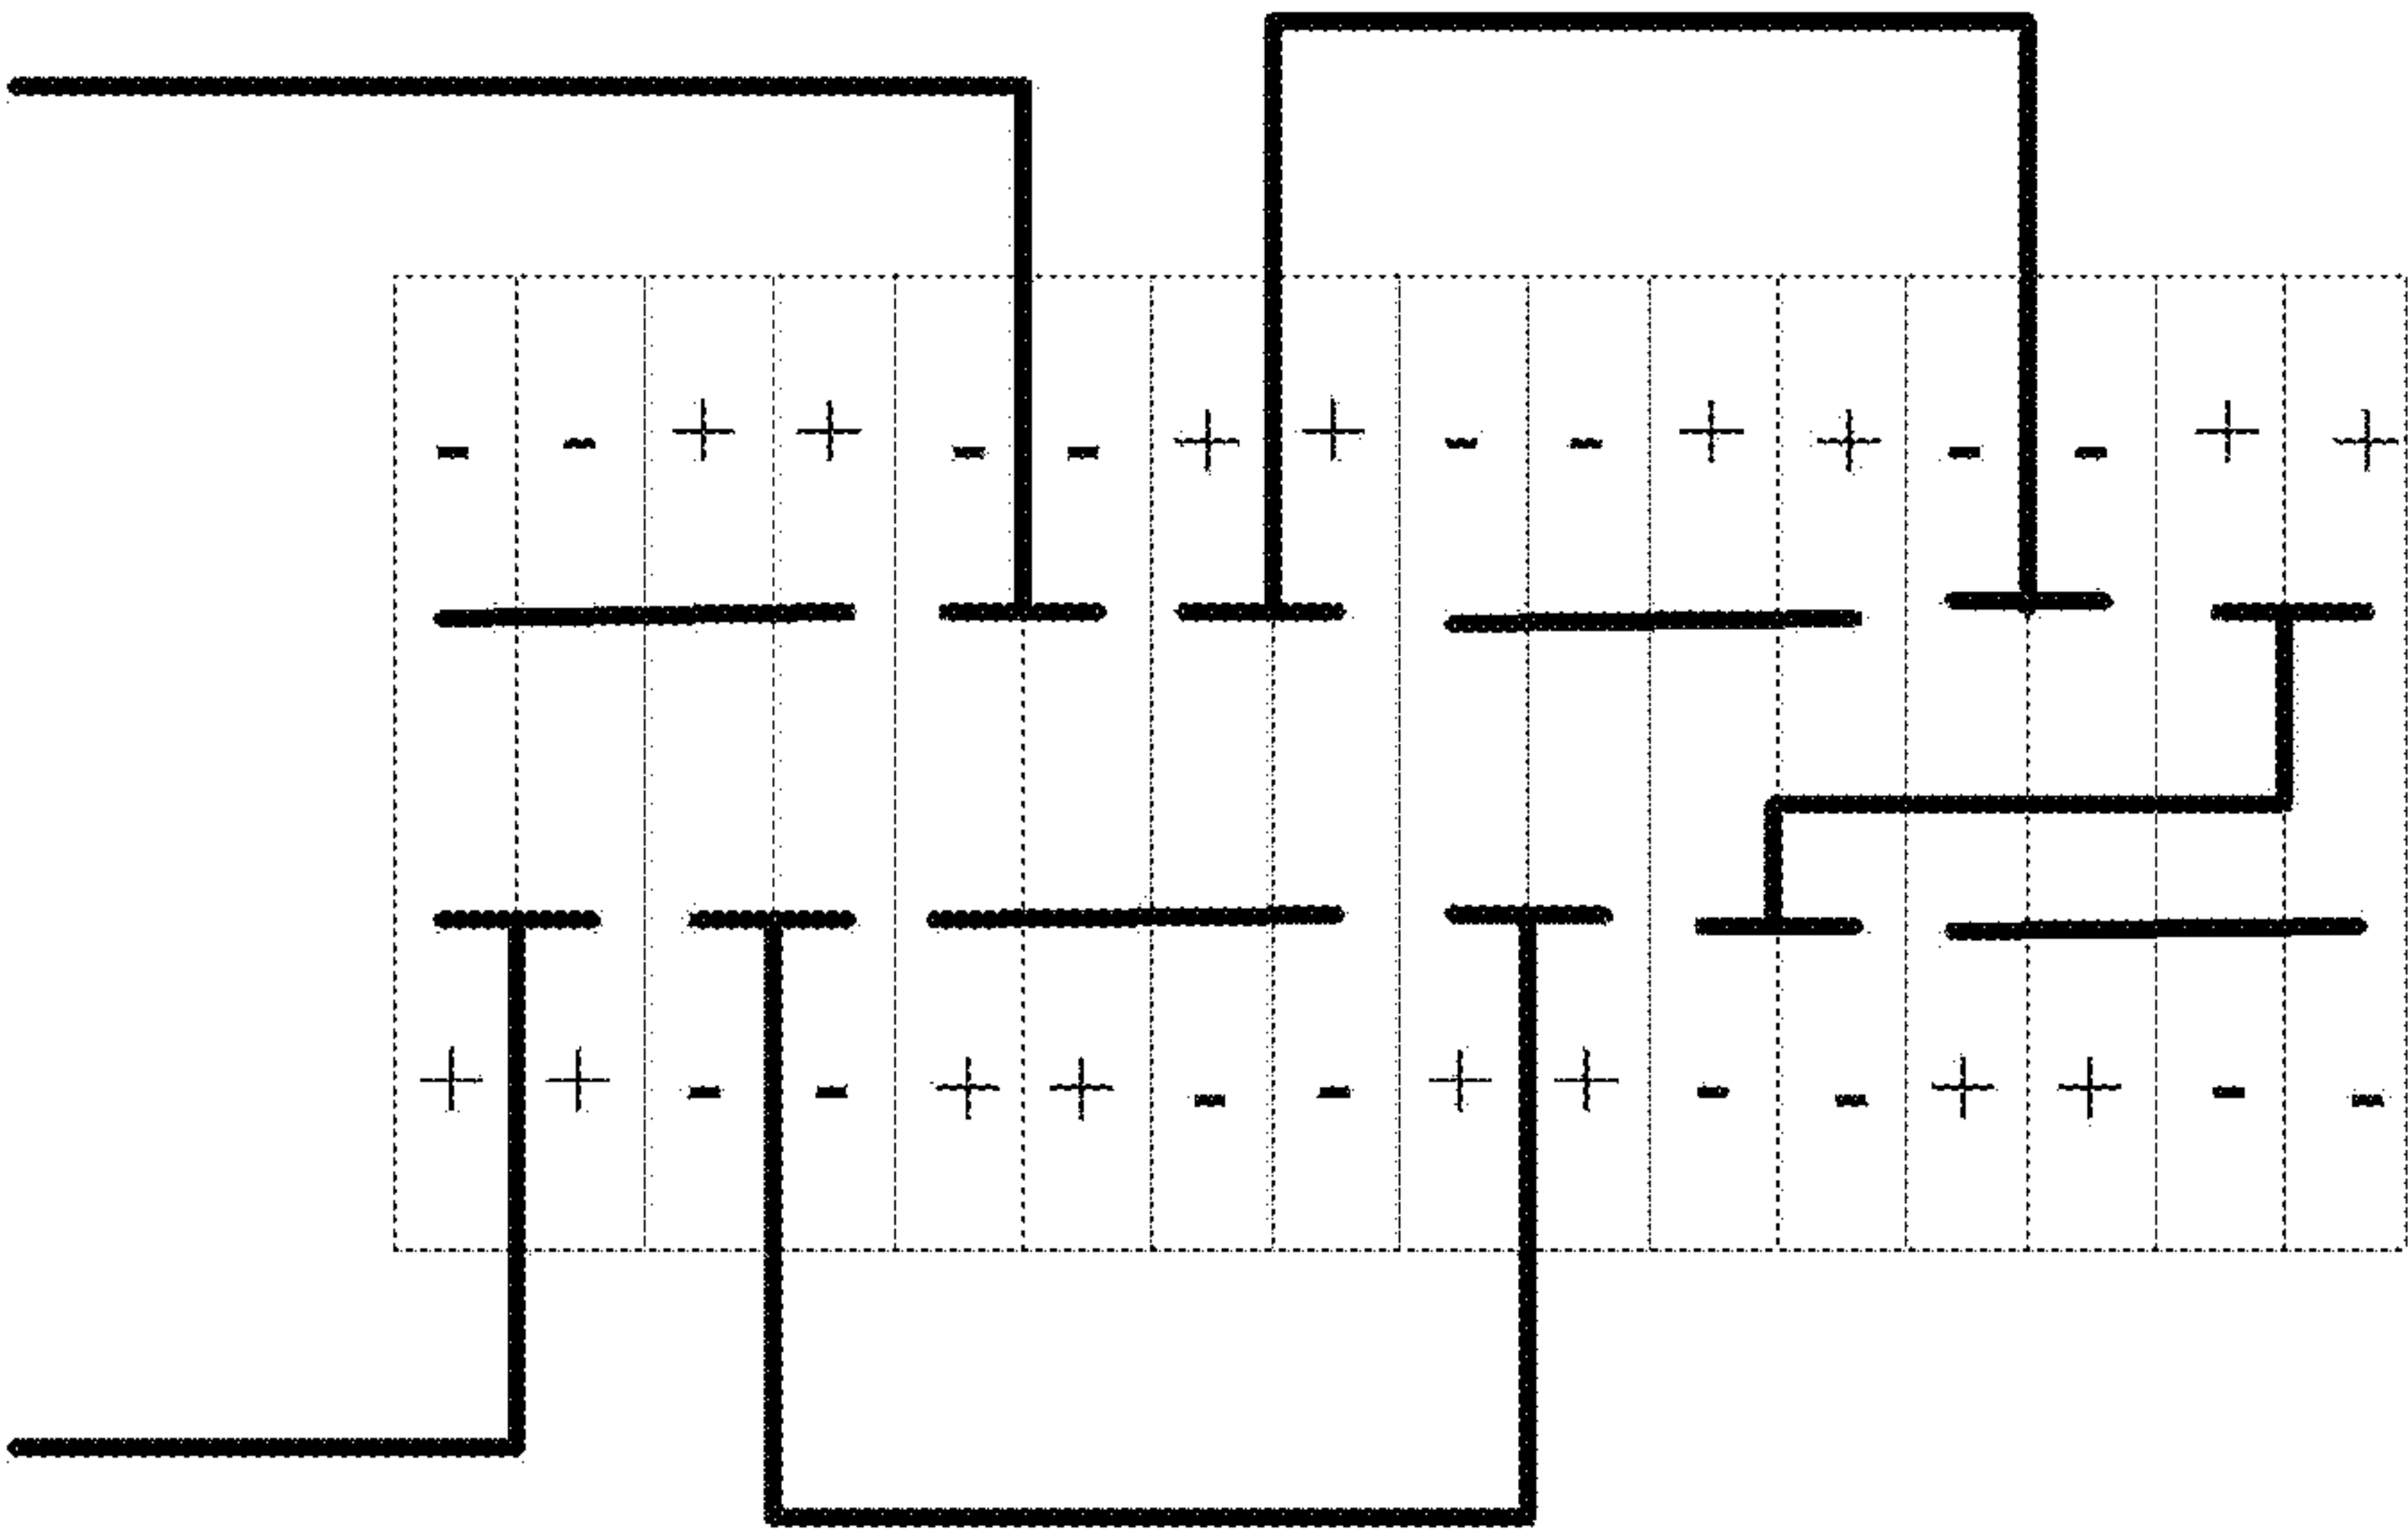 - - + + - - + + - - + + - - + +
+ + - - + + - - + + - - + + - -